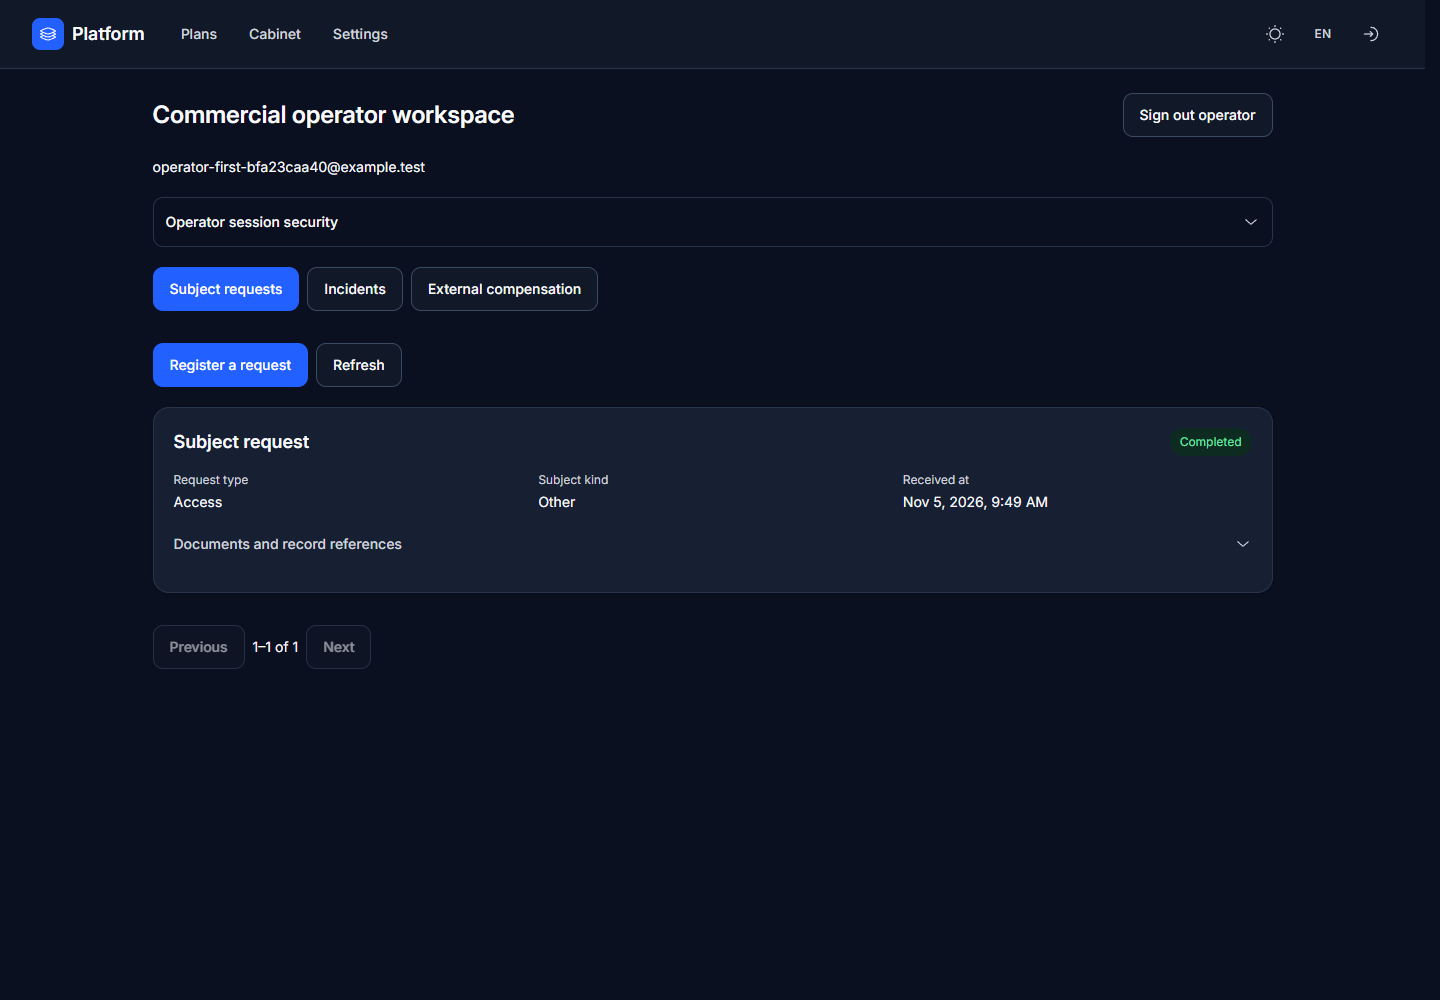 Platform
Plans
Cabinet
Settings
EN
Commercial operator workspace
Sign out operator
operator-first-bfa23caa40@example.test
Operator session security
Subject requests
Incidents
External compensation
Register a request
Refresh
Subject request
Completed
Request type
Subject kind
Received at
Access
Other
Nov 5, 2026, 9:49 AM
Documents and record references
Previous
1–1 of 1
Next